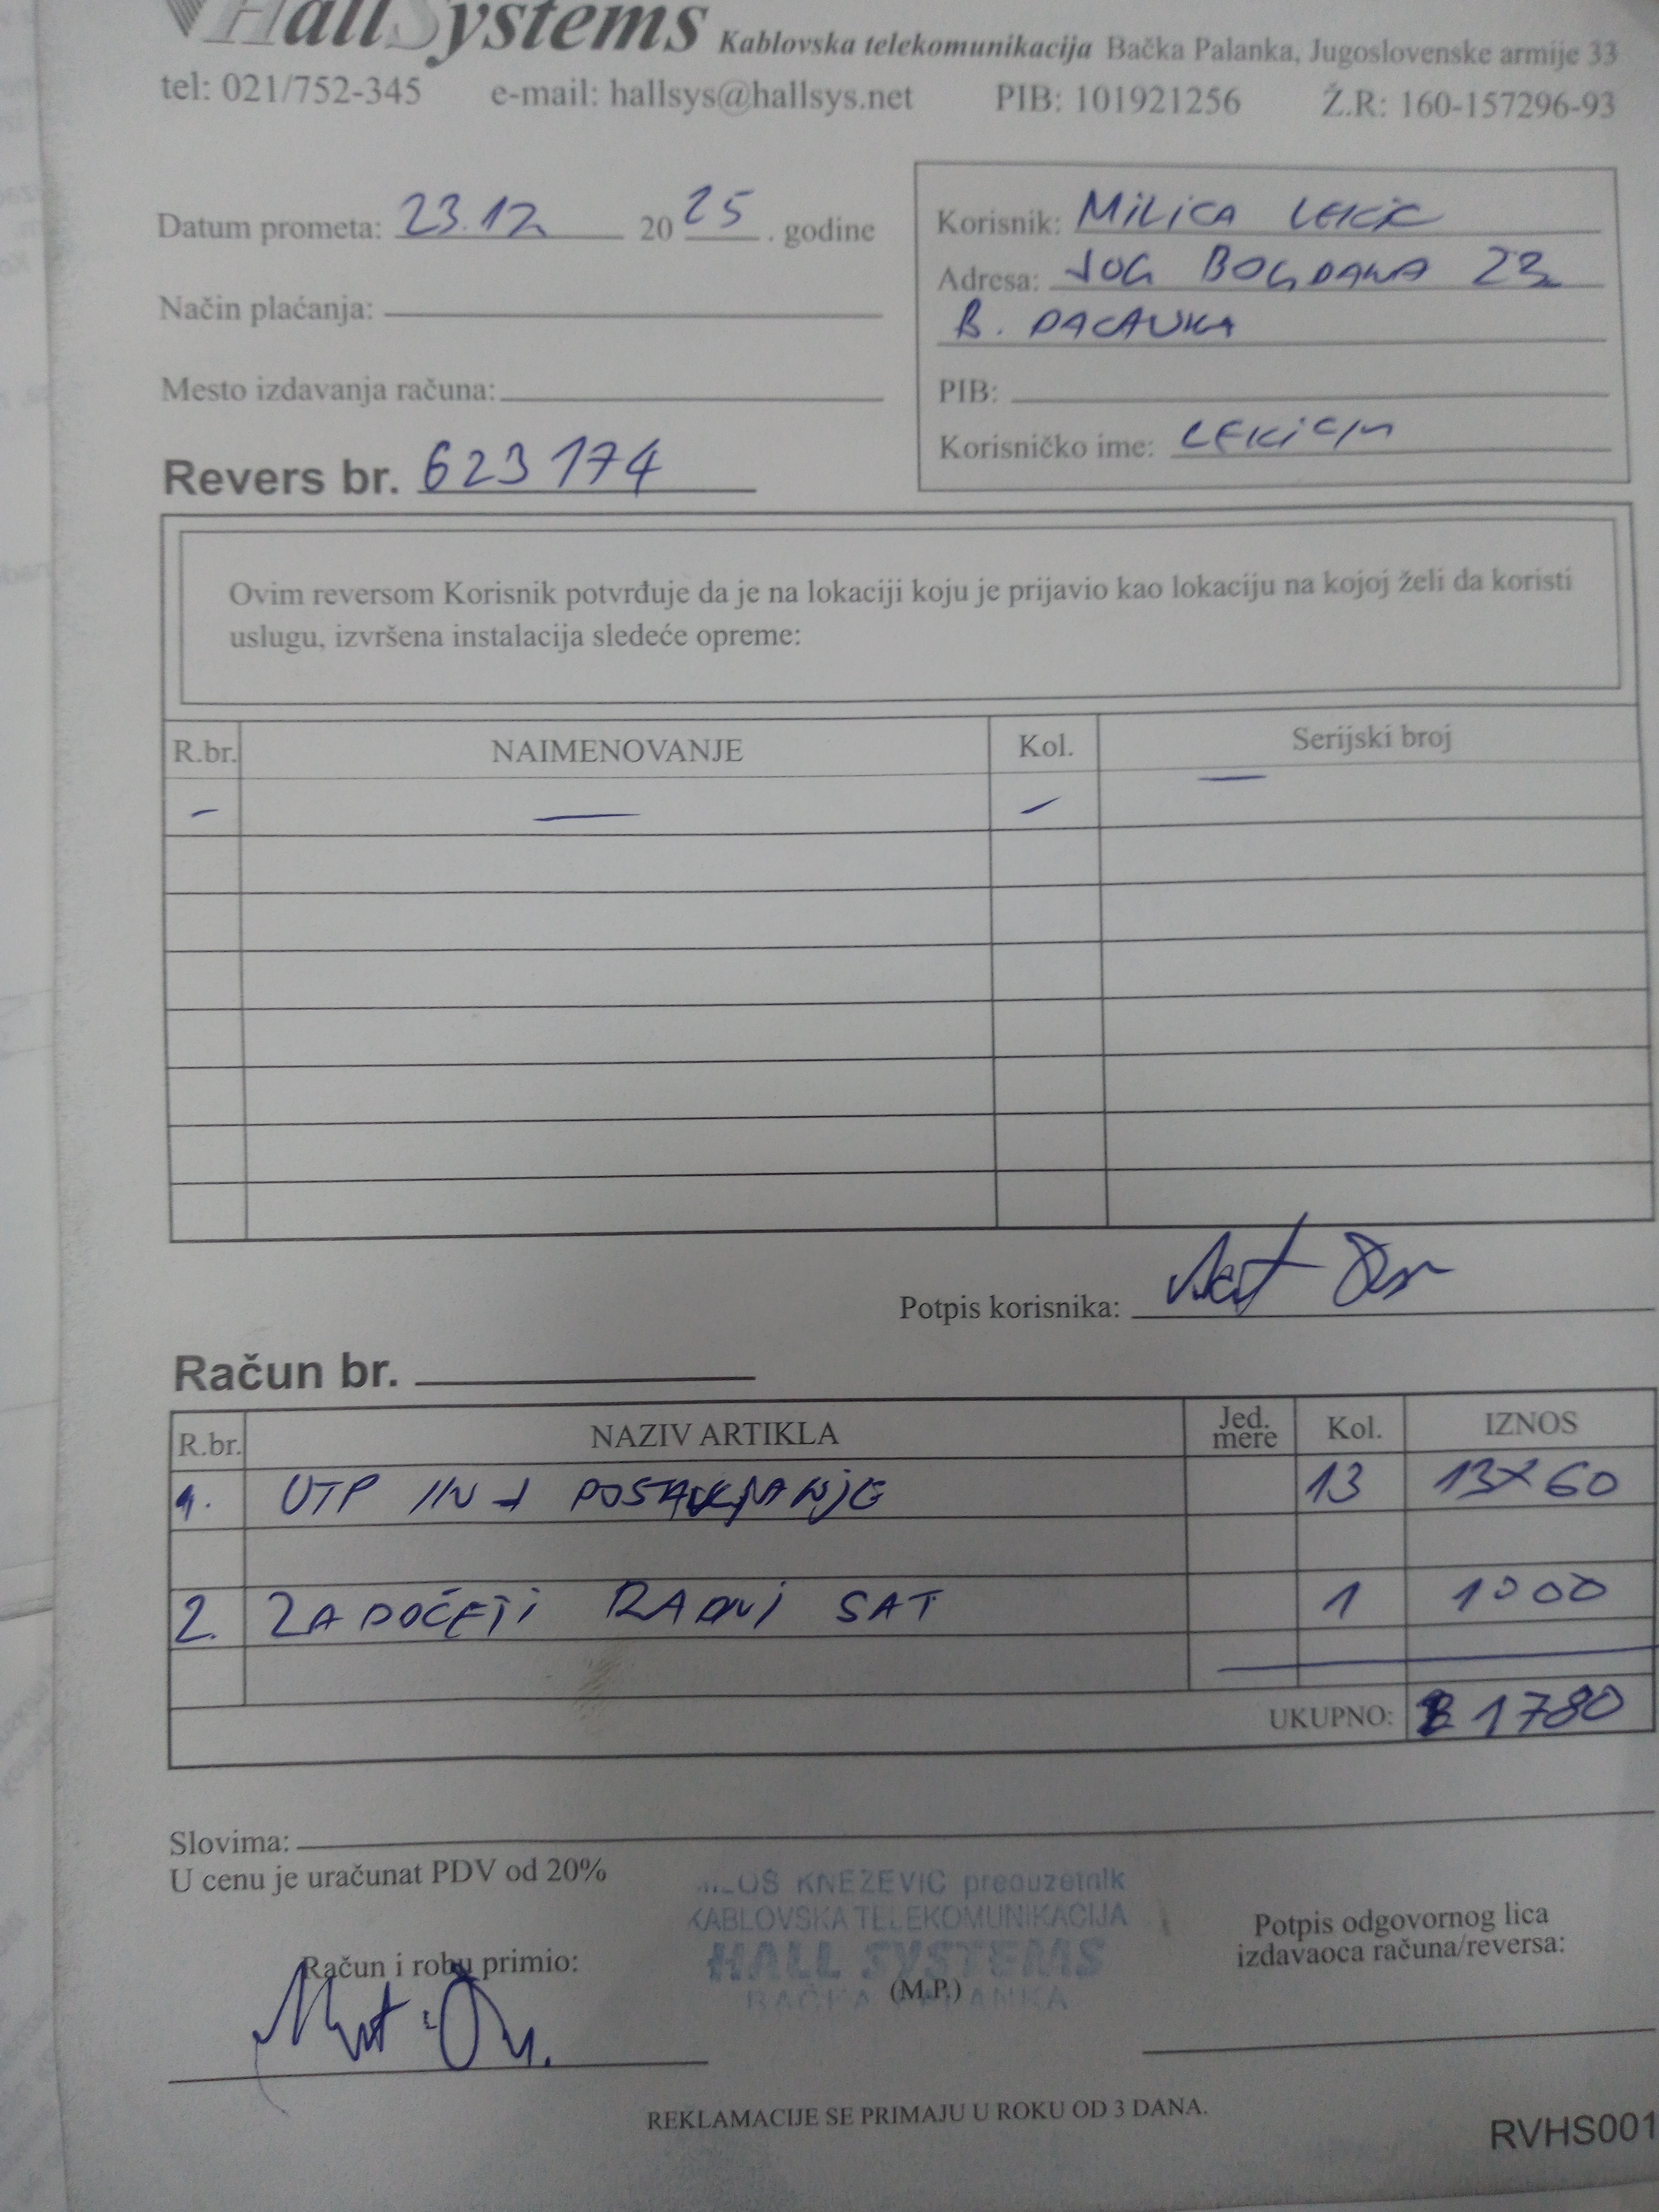 HallSystems Kablovska telekomunikacija Bačka Palanka, Jugoslovenske armije 33
tel: 021/752-345 e-mail: hallsys@hallsys.net PIB: 101921256 Ž.R: 160-157296-93
Datum prometa: 23.12 2025. godine
Način plaćanja:
Mesto izdavanja računa:
Revers br. 623174
Korisnik: MILICA LEKIĆ
Adresa: JUG BOGDANA 23
B. PALANKA
PIB:
Korisničko ime: LEKICM
Ovim reversom Korisnik potvrđuje da je na lokaciji koju je prijavio kao lokaciju na kojoj želi da koristi
uslugu, izvršena instalacija sledeće opreme:
R.br. NAIMENOVANJE Kol. Serijski broj
- — - —
Potpis korisnika:
Račun br.
R.br. NAZIV ARTIKLA Jed. mere Kol. IZNOS
1. UTP IN + POSTAVLJANJE 13 13x60
2. ZAPOČETI RADNI SAT 1 1000
UKUPNO: 1780
Slovima:
U cenu je uračunat PDV od 20%
KNEZEVIC preduzetnik
KABLOVSKA TELEKOMUNIKACIJA
HALL SYSTEMS
BAČKA PALANKA
(M.P.)
Račun i robu primio:
Potpis odgovornog lica
izdavaoca računa/reversa:
REKLAMACIJE SE PRIMAJU U ROKU OD 3 DANA.
RVHS001